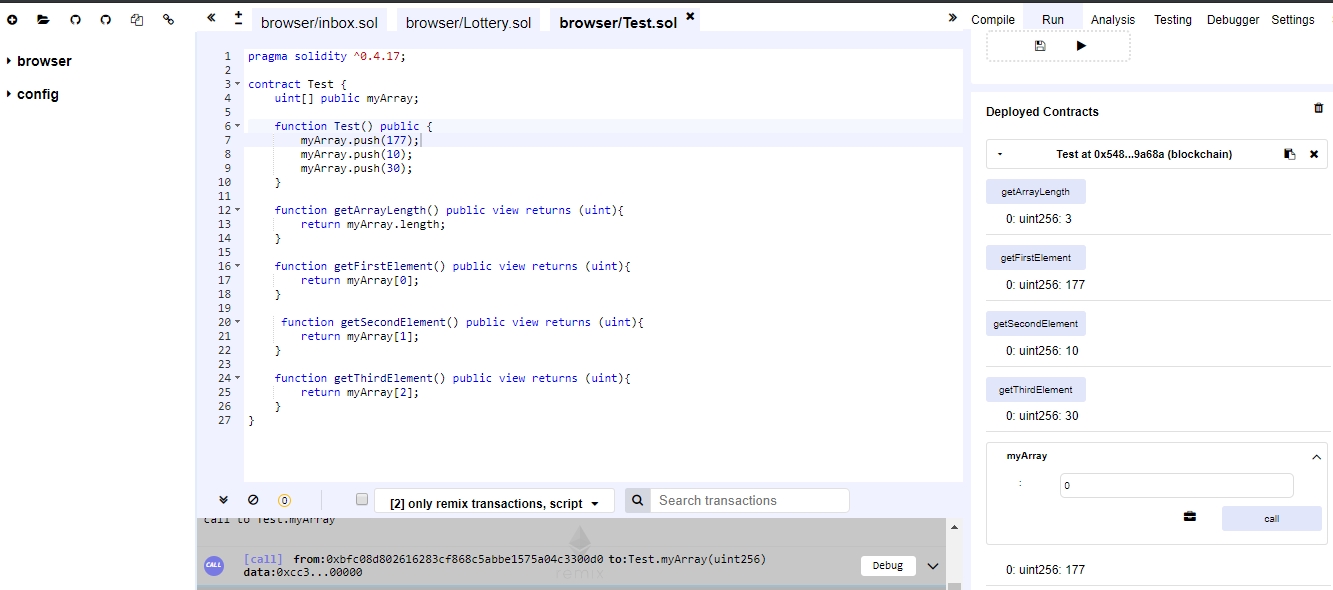 browser
config
browser/inbox.sol browser/Lottery.sol browser/Test.sol
1 pragma solidity ^0.4.17;
2
3 contract Test {
4 uint[] public myArray;
5
6 function Test() public {
7 myArray.push(177);
8 myArray.push(10);
9 myArray.push(30);
10 }
11
12 function getArrayLength() public view returns (uint){
13 return myArray.length;
14 }
15
16 function getFirstElement() public view returns (uint){
17 return myArray[0];
18 }
19
20 function getSecondElement() public view returns (uint){
21 return myArray[1];
22 }
23
24 function getThirdElement() public view returns (uint){
25 return myArray[2];
26 }
27 }
0 [2] only remix transactions, script Search transactions
call to Test.myArray
remix
CALL [call] from:0xbfc08d802616283cf868c5abbe1575a04c3300d0 to:Test.myArray(uint256)
data:0xcc3...00000
Debug
Compile Run Analysis Testing Debugger Settings
Deployed Contracts
Test at 0x548...9a68a (blockchain)
getArrayLength
0: uint256: 3
getFirstElement
0: uint256: 177
getSecondElement
0: uint256: 10
getThirdElement
0: uint256: 30
myArray
: 0
call
0: uint256: 177